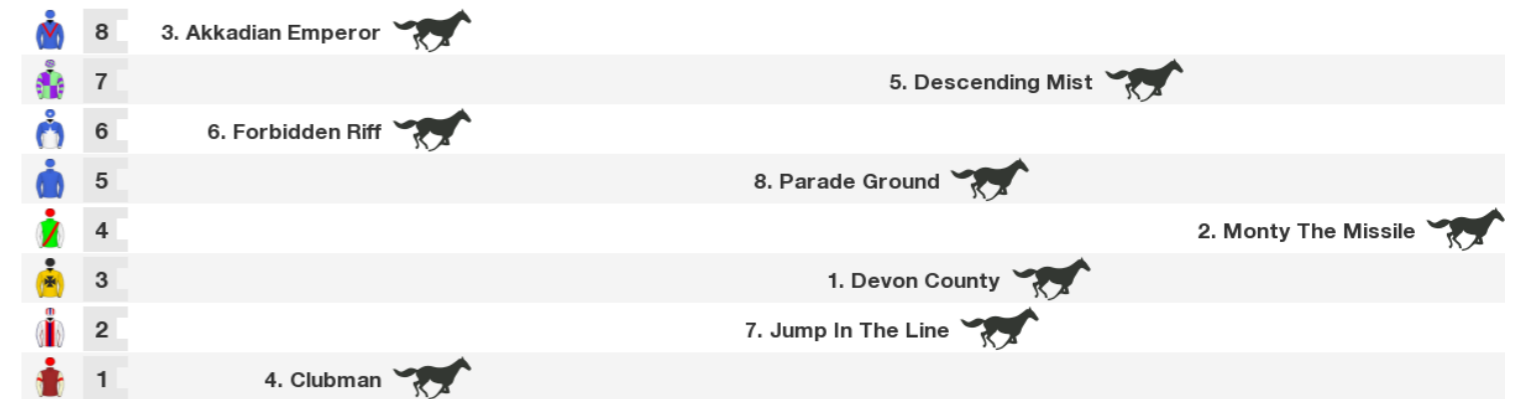 8 3. Akkadian Emperor
7 5. Descending Mist
6 6. Forbidden Riff
5 8. Parade Ground
4 2. Monty The Missile
3 1. Devon County
2 7. Jump In The Line
1 4. Clubman